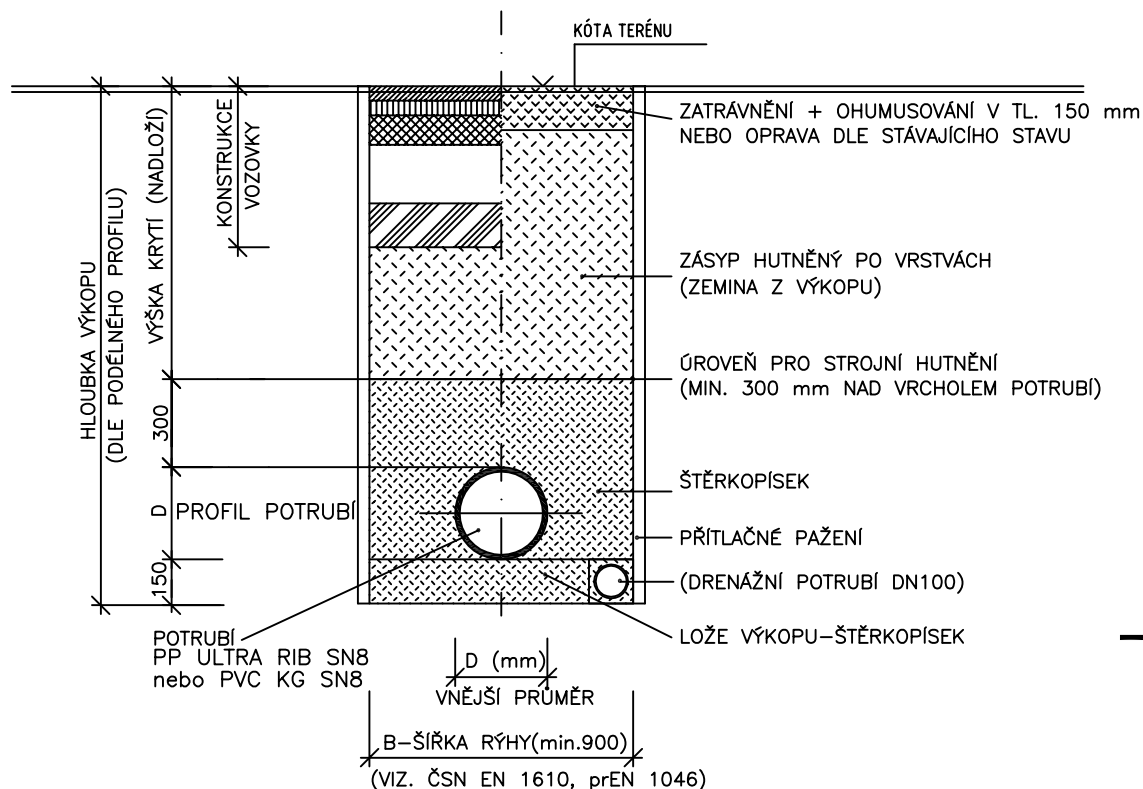 KÓTA TERÉNU
ZATRÁVNĚNÍ + OHUMUSOVÁNÍ V TL. 150 mm
NEBO OPRAVA DLE STÁVAJÍCÍHO STAVU
KONSTRUKCE
VOZOVKY
VÝŠKA KRYTÍ (NADLOŽÍ)
HLOUBKA VÝKOPU
(DLE PODÉLNÉHO PROFILU)
ZÁSYP HUTNĚNÝ PO VRSTVÁCH
(ZEMINA Z VÝKOPU)
ÚROVEŇ PRO STROJNÍ HUTNĚNÍ
(MIN. 300 mm NAD VRCHOLEM POTRUBÍ)
300
ŠTĚRKOPÍSEK
D
PROFIL POTRUBÍ
PŘÍTLAČNÉ PAŽENÍ
150
(DRENÁŽNÍ POTRUBÍ DN100)
LOŽE VÝKOPU-ŠTĚRKOPÍSEK
POTRUBÍ
PP ULTRA RIB SN8
nebo PVC KG SN8
D (mm)
VNĚJŠÍ PRŮMĚR
B-ŠÍŘKA RÝHY(min.900)
(VIZ. ČSN EN 1610, prEN 1046)